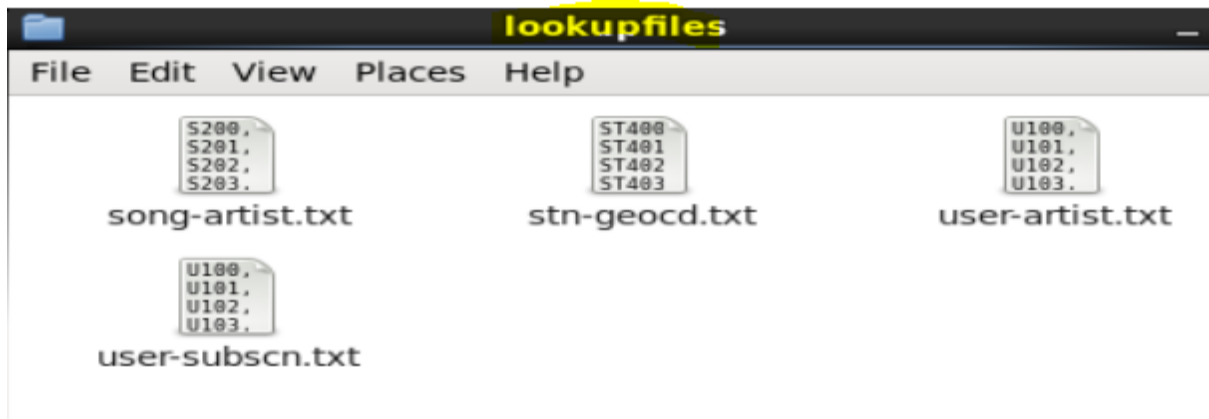 lookupfiles
File Edit View Places Help
S200,
S201,
S202,
S203,
song-artist.txt
ST400
ST401
ST402
ST403
stn-geocd.txt
U100,
U101,
U102,
U103,
user-artist.txt
U100,
U101,
U102,
U103,
user-subscn.txt